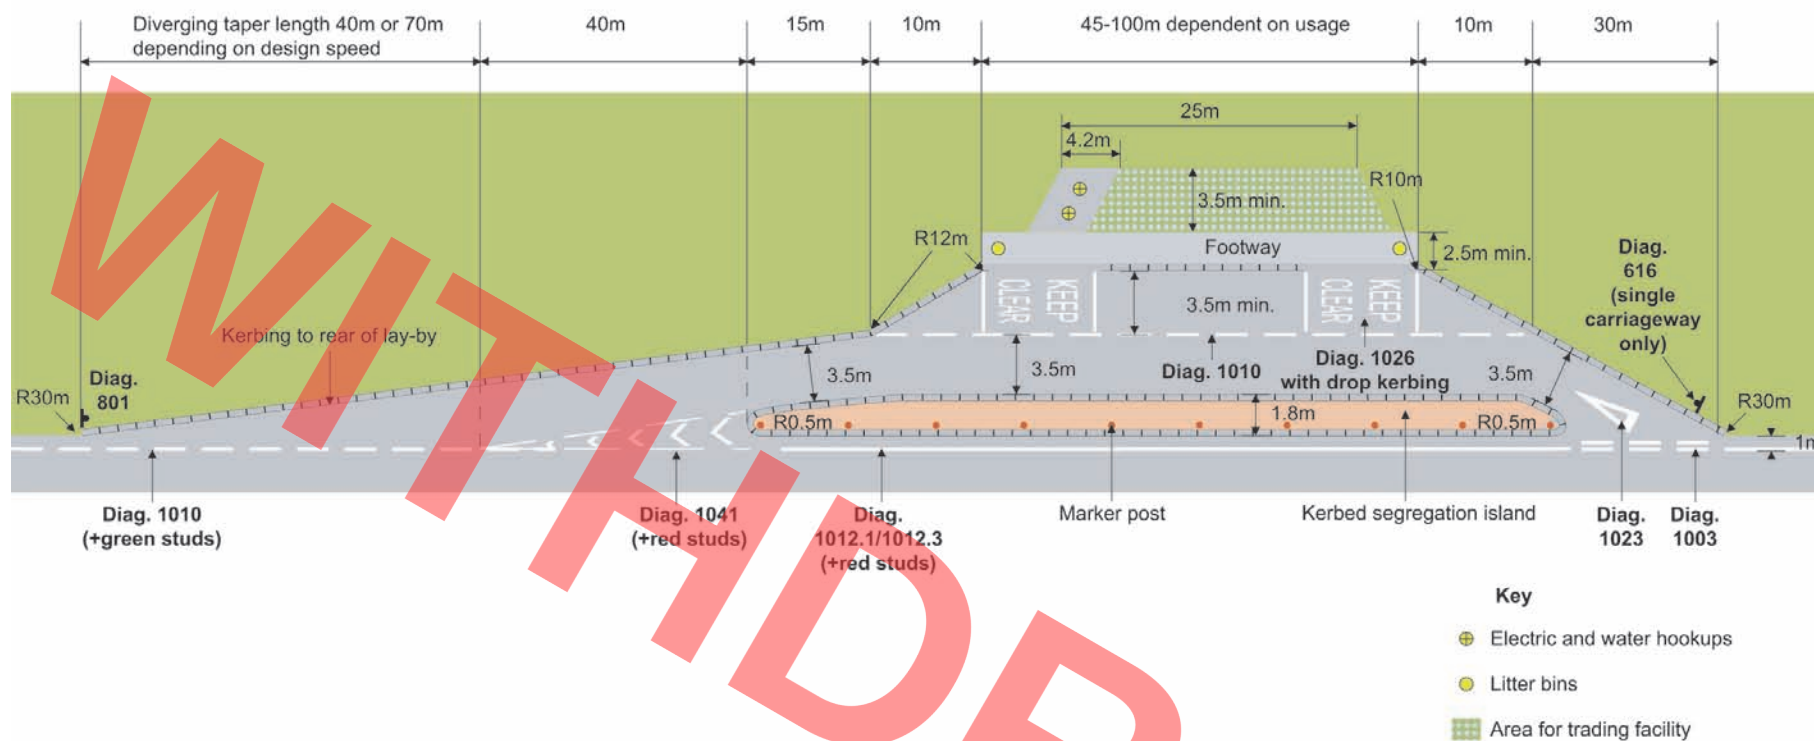 Diverging taper length 40m or 70m
depending on design speed
40m
15m
10m
45-100m dependent on usage
10m
30m
25m
4.2m
3.5m min.
R10m
R12m
Footway
2.5m min.
Diag.
616
(single
carriageway
only)
KEEP
CLEAR
3.5m min.
KEEP
CLEAR
Kerbing to rear of lay-by
Diag.
801
R30m
3.5m
3.5m
Diag. 1010
Diag. 1026
with drop kerbing
3.5m
R30m
R0.5m
1.8m
R0.5m
1m
Diag. 1010
(+green studs)
Diag. 1041
(+red studs)
Diag.
1012.1/1012.3
(+red studs)
Marker post
Kerbed segregation island
Diag.
1023
Diag.
1003
Key
Electric and water hookups
Litter bins
Area for trading facility
WITHDR